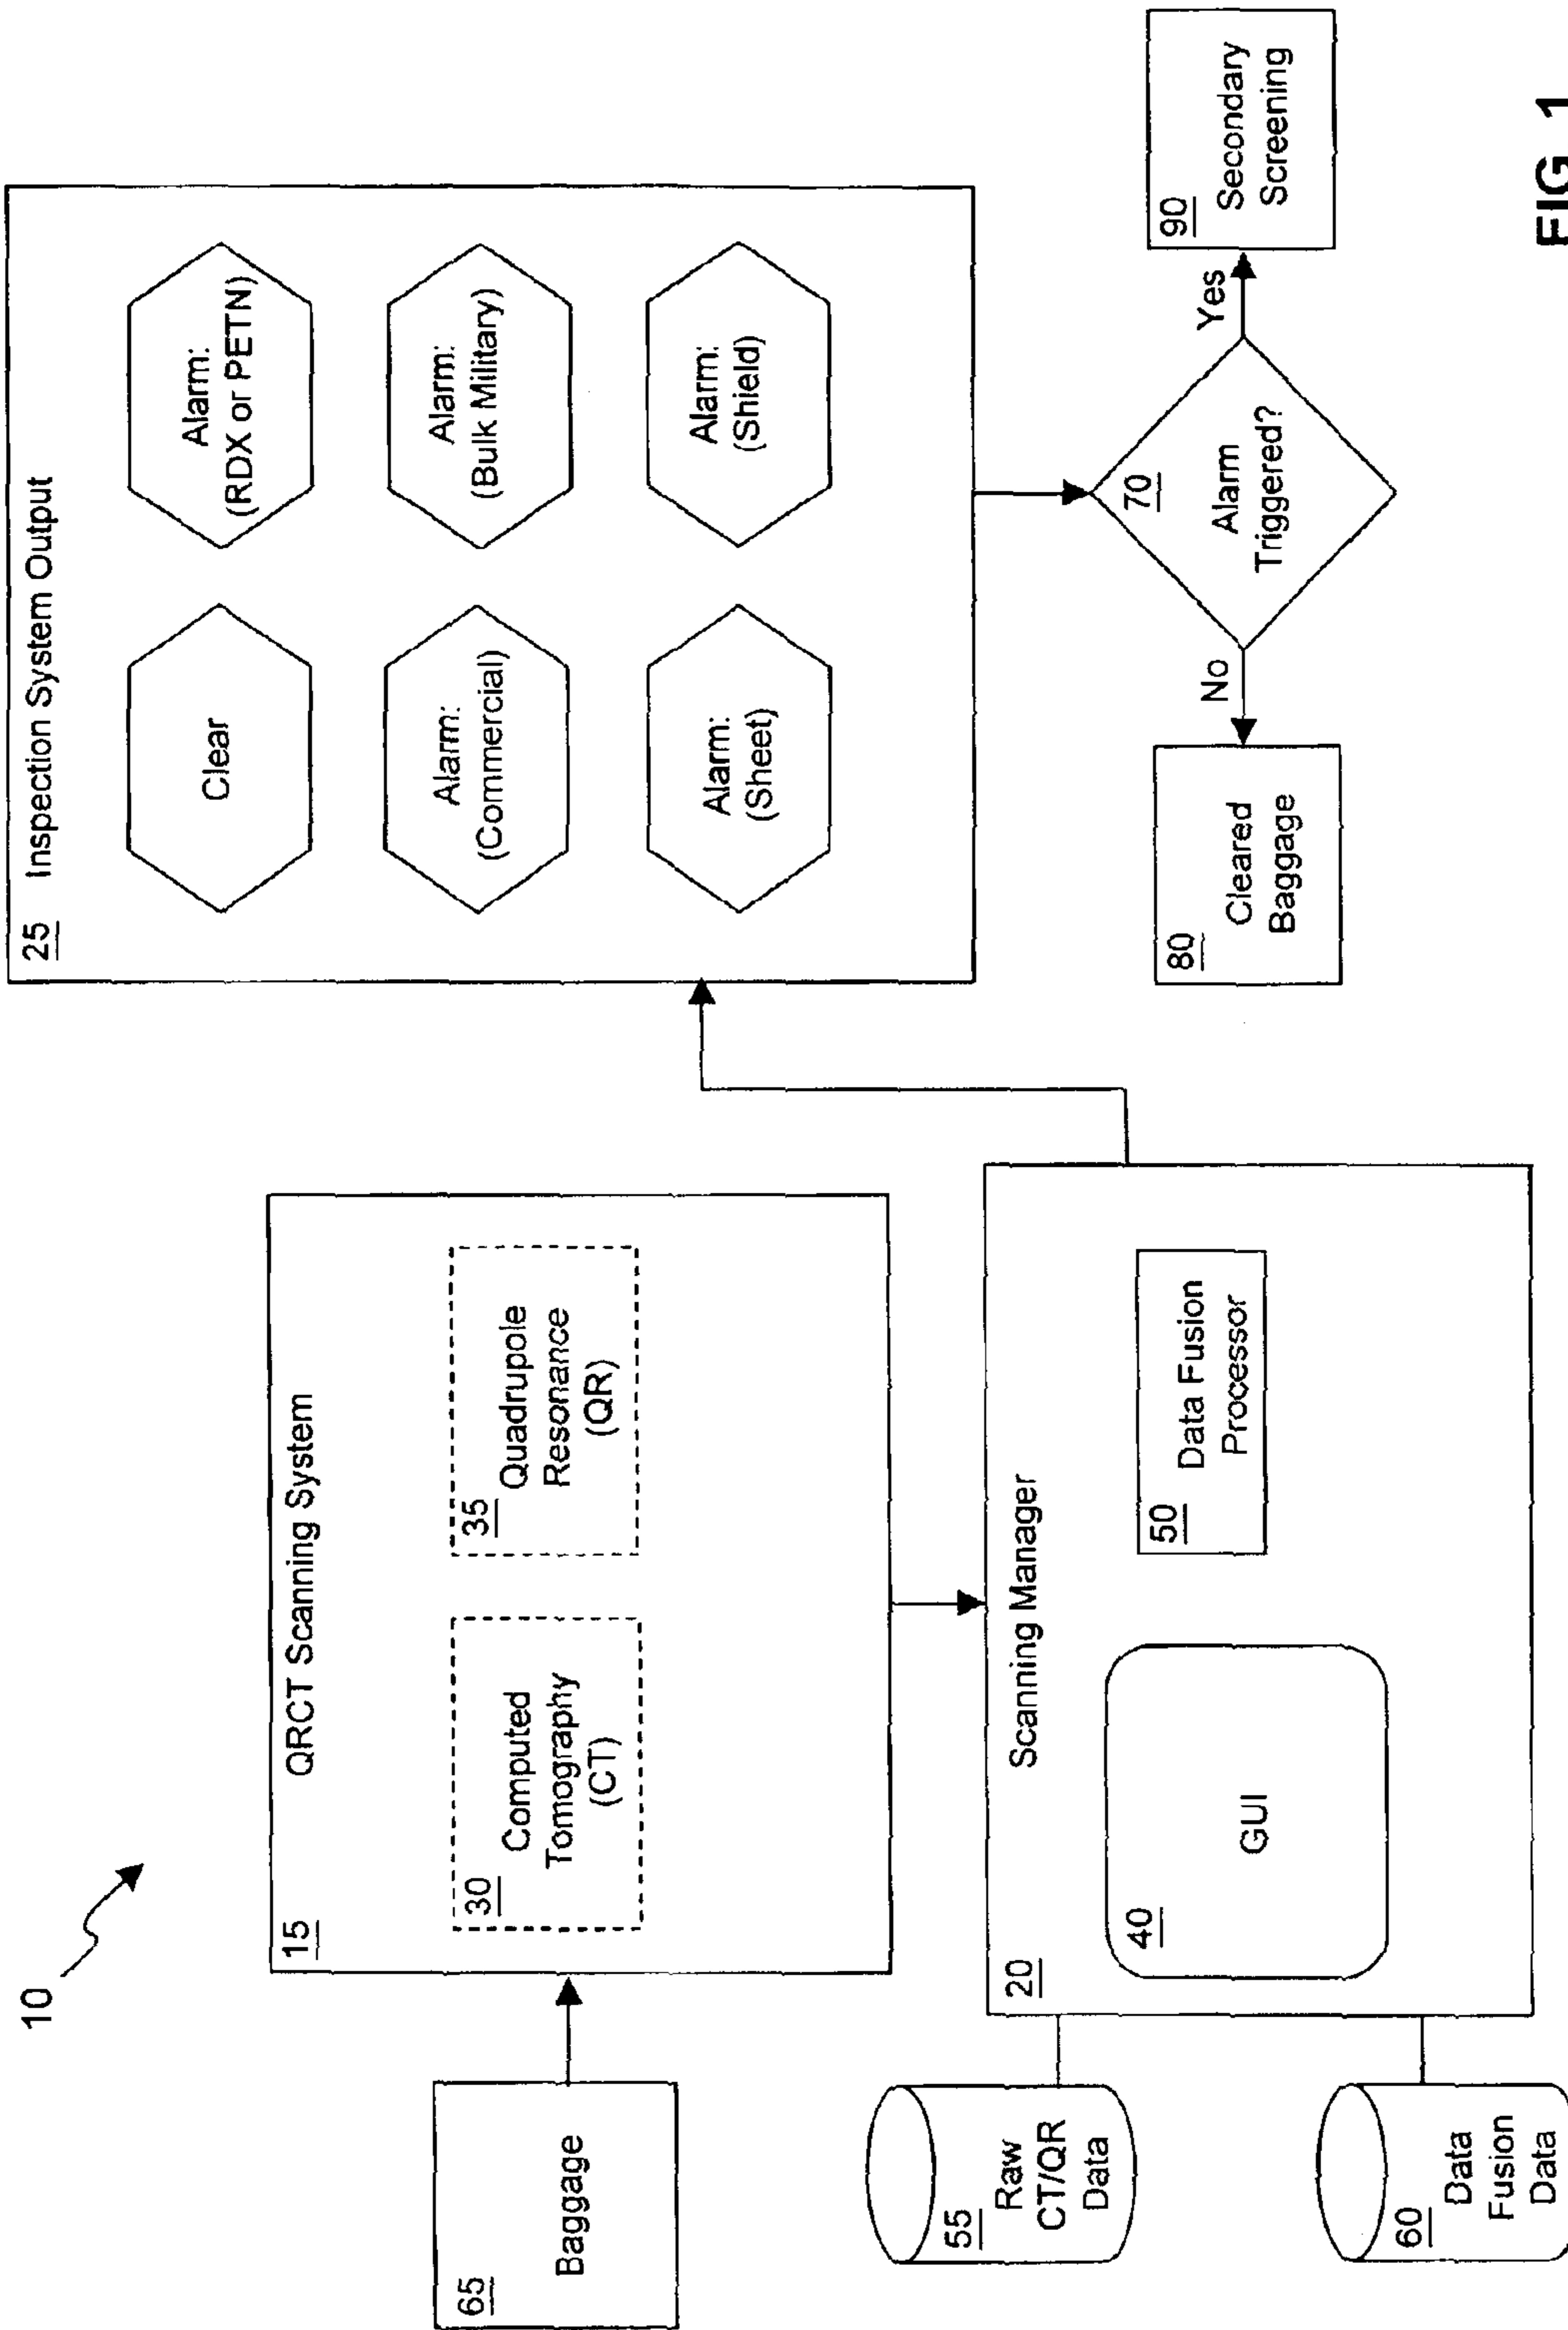 10
65
Baggage
15 QRCT Scanning System
30
Computed
Tomography
(CT)
35
Quadrupole
Resonance
(QR)
55
Raw
CT/QR
Data
60
Data
Fusion
Data
20
Scanning Manager
40
GUI
50
Data Fusion
Processor
25 Inspection System Output
Clear
Alarm:
(RDX or PETN)
Alarm:
(Commercial)
Alarm:
(Bulk Military)
Alarm:
(Sheet)
Alarm:
(Shield)
70
Alarm
Triggered?
No
Yes
80
Cleared
Baggage
90
Secondary
Screening
FIG. 1